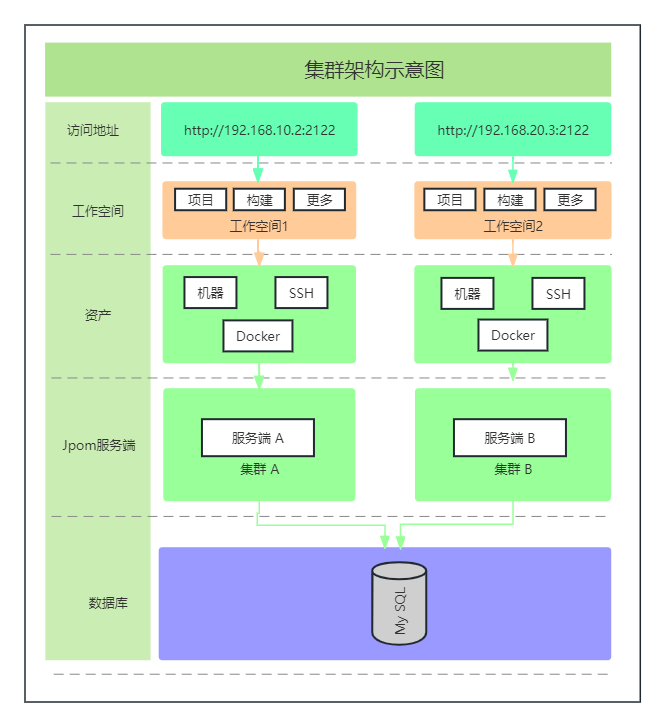 集群架构示意图
访问地址
http://192.168.10.2:2122
http://192.168.20.3:2122
工作空间
项目
构建
更多
工作空间1
项目
构建
更多
工作空间2
资产
机器
SSH
Docker
机器
SSH
Docker
Jpom服务端
服务端 A
集群 A
服务端 B
集群 B
数据库
My SQL